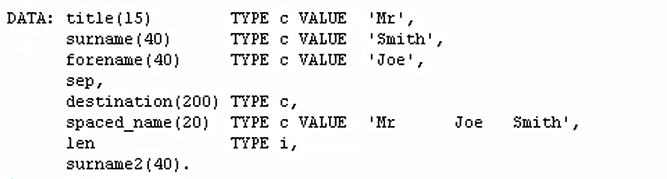 DATA: title(15)        TYPE c VALUE  'Mr',
      surname(40)      TYPE c VALUE  'Smith',
      forename(40)     TYPE c VALUE  'Joe',
      sep,
      destination(200) TYPE c,
      spaced_name(20)  TYPE c VALUE  'Mr      Joe   Smith',
      len              TYPE i,
      surname2(40).